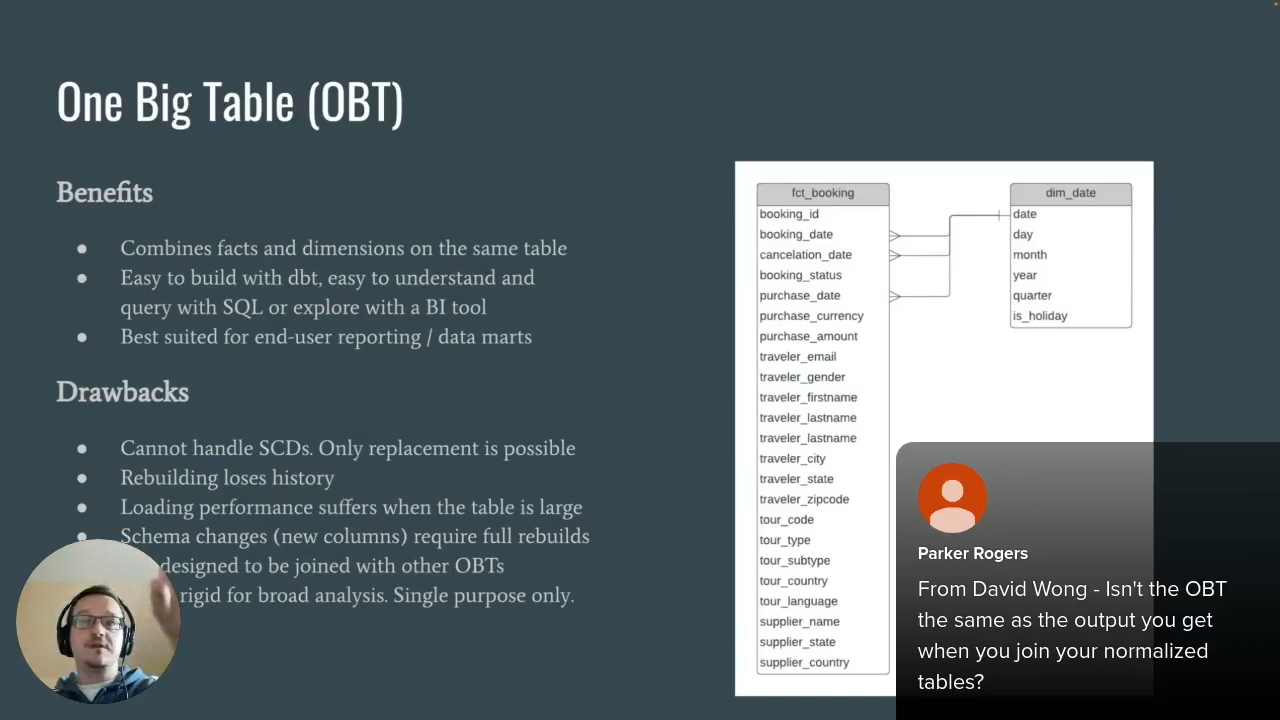 One Big Table (OBT)
Benefits
● Combines facts and dimensions on the same table
● Easy to build with dbt, easy to understand and
query with SQL or explore with a BI tool
● Best suited for end-user reporting / data marts
Drawbacks
● Cannot handle SCDs. Only replacement is possible
● Rebuilding loses history
● Loading performance suffers when the table is large
● Schema changes (new columns) require full rebuilds
designed to be joined with other OBTs
rigid for broad analysis. Single purpose only.
fct_booking
booking_id
booking_date
cancelation_date
booking_status
purchase_date
purchase_currency
purchase_amount
traveler_email
traveler_gender
traveler_firstname
traveler_lastname
traveler_lastname
traveler_city
traveler_state
traveler_zipcode
tour_code
tour_type
tour_subtype
tour_country
tour_language
supplier_name
supplier_state
supplier_country
dim_date
date
day
month
year
quarter
is_holiday
Parker Rogers
From David Wong - Isn't the OBT
the same as the output you get
when you join your normalized
tables?